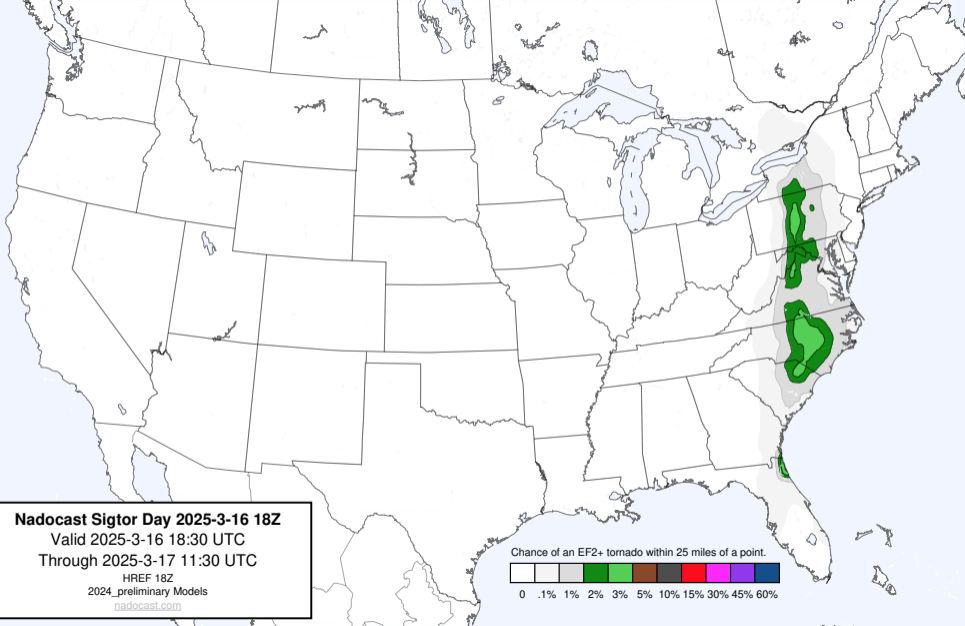 Nadocast Sigtor Day 2025-3-16 18Z
Valid 2025-3-16 18:30 UTC
Through 2025-3-17 11:30 UTC
HREF 18Z
2024_preliminary Models
nadocast.com
Chance of an EF2+ tornado within 25 miles of a point.
0 .1% 1% 2% 3% 5% 10% 15% 30% 45% 60%